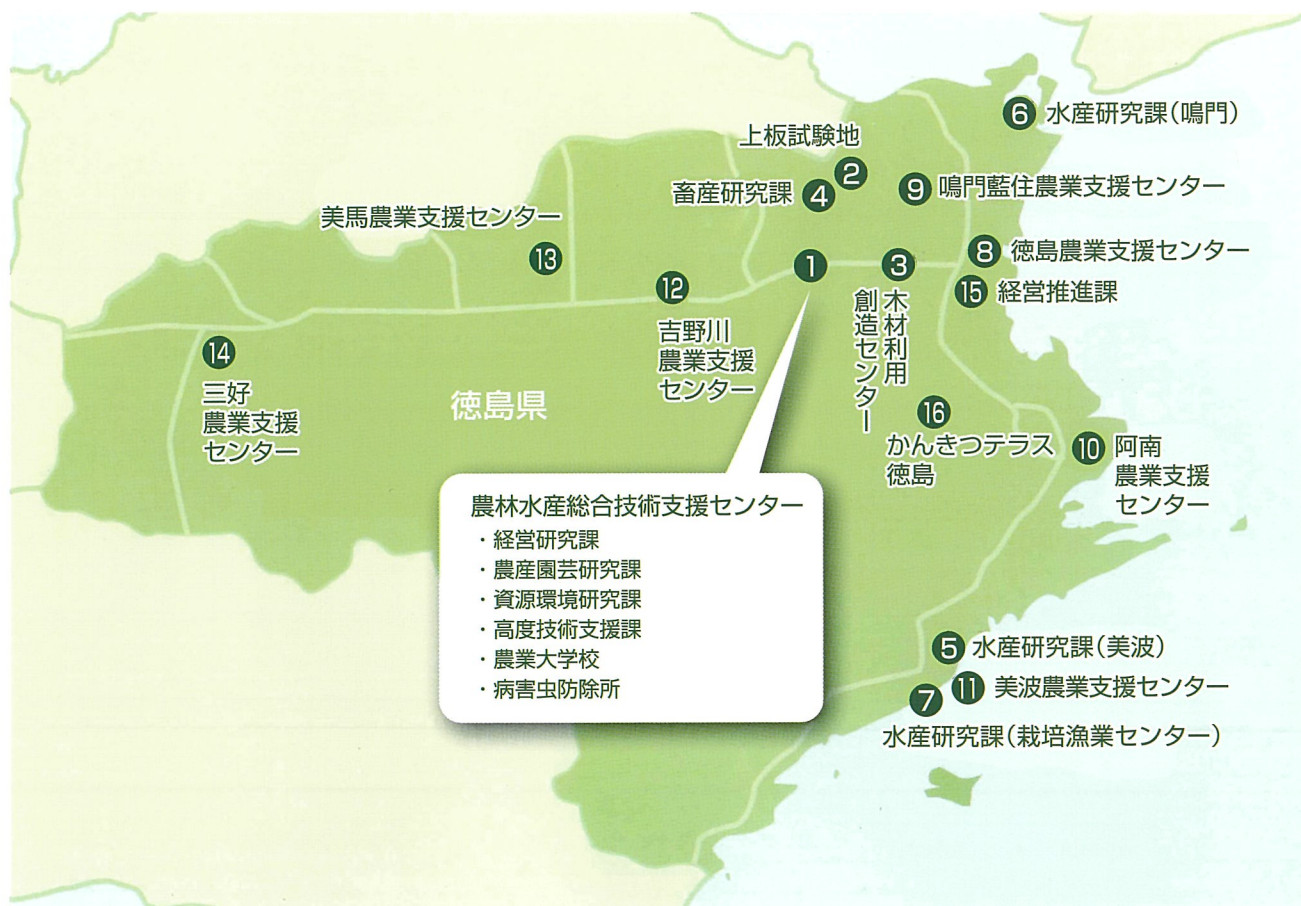 6 水産研究課(鳴門)
上板試験地
2
畜産研究課 4
9 鳴門藍住農業支援センター
美馬農業支援センター
13
8 徳島農業支援センター
1
3
木材利用
創造センター
15 経営推進課
12
吉野川
農業支援
センター
14
三好
農業支援
センター
徳島県
16
かんきつテラス
徳島
10 阿南
農業支援
センター
農林水産総合技術支援センター
・経営研究課
・農産園芸研究課
・資源環境研究課
・高度技術支援課
・農業大学校
・病害虫防除所
5 水産研究課(美波)
11 美波農業支援センター
7
水産研究課(栽培漁業センター)